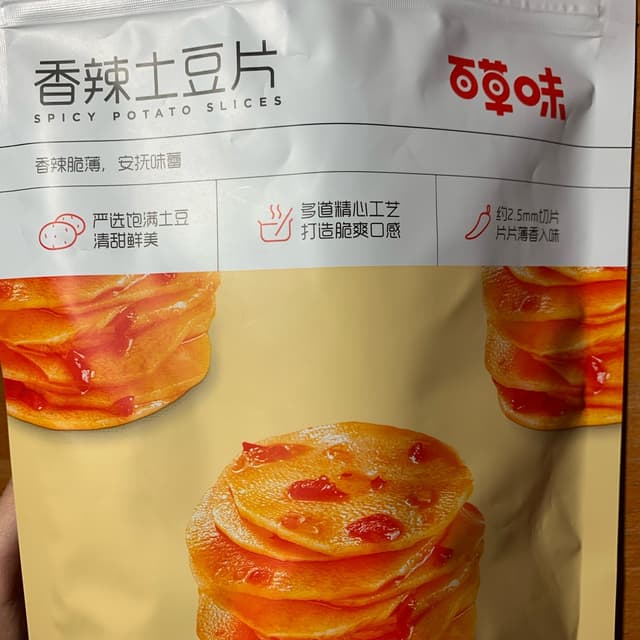 香辣土豆片
SPICY POTATO SLICES
百草味
香辣脆薄，安抚味蕾
严选饱满土豆
清甜鲜美
多道精心工艺
打造脆爽口感
约2.5mm切片
片片薄香入味